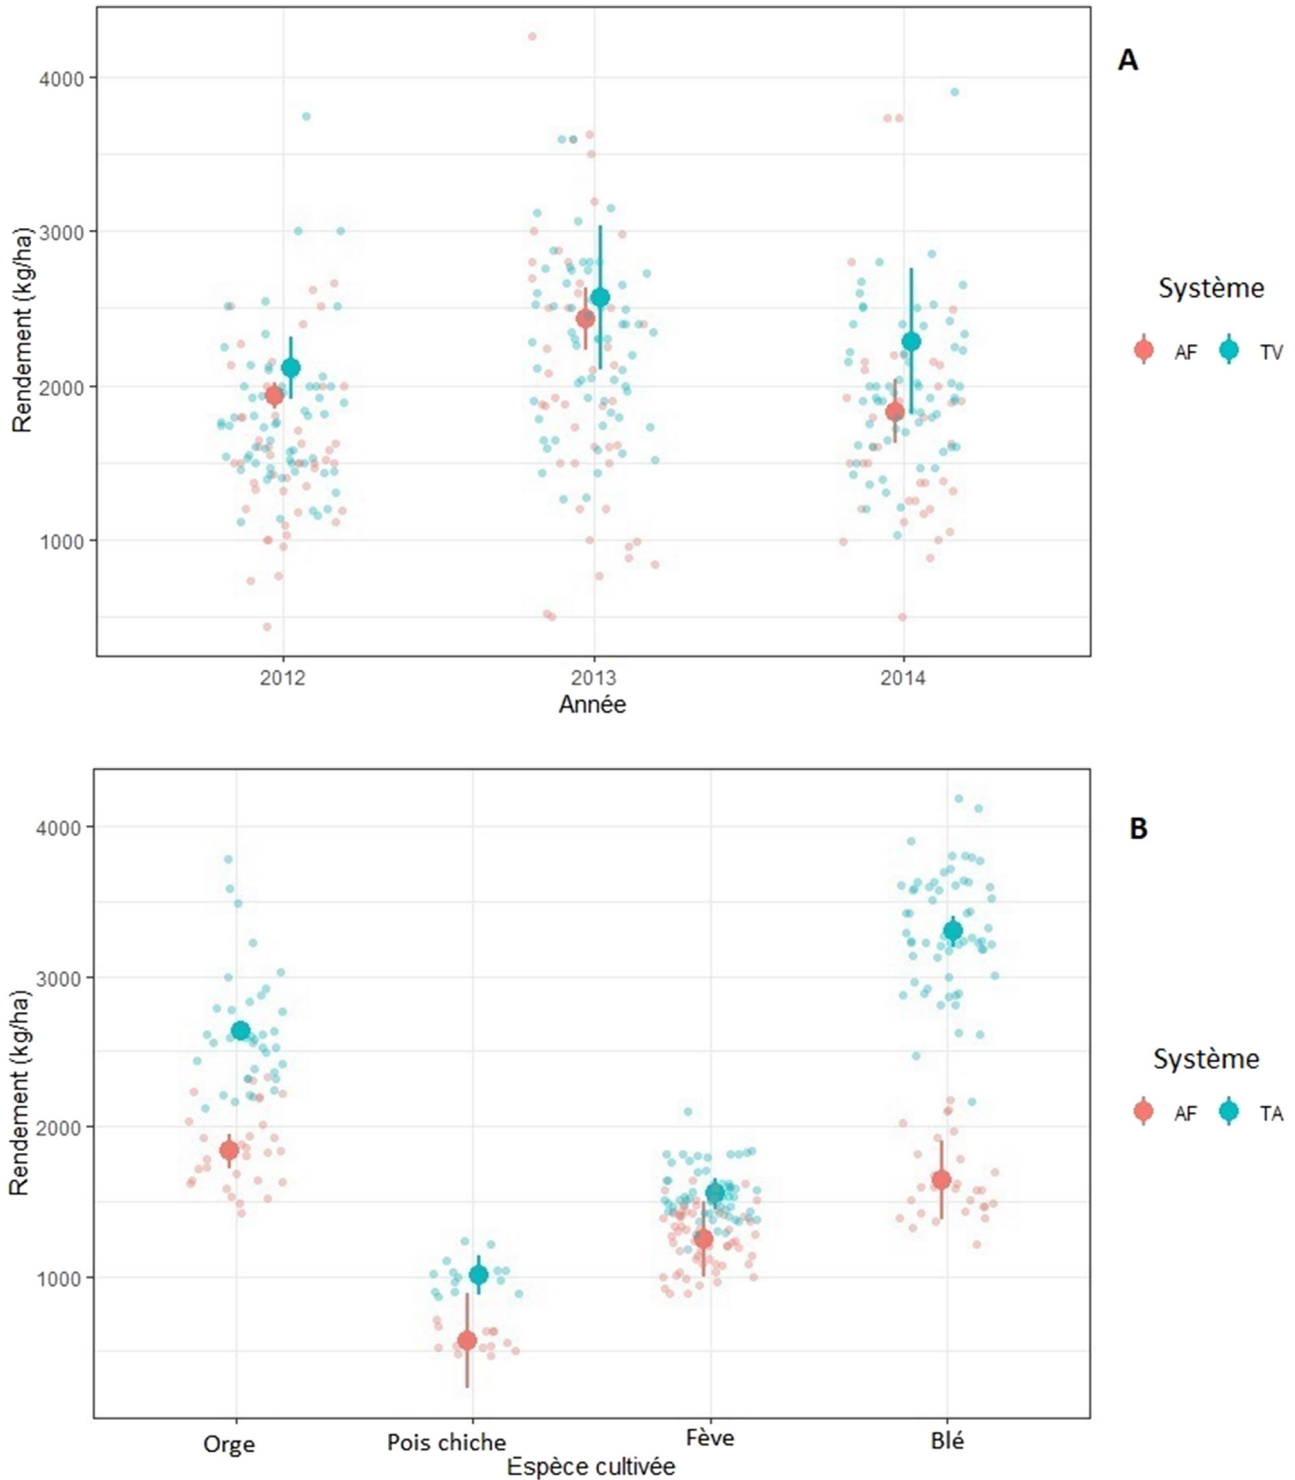 A
4000
3000
2000
1000
Rendement (kg/ha)
2012
2013
2014
Année
Système
AF
TV
B
4000
3000
2000
1000
Rendement (kg/ha)
Orge
Pois chiche
Fève
Blé
Espèce cultivée
Système
AF
TA